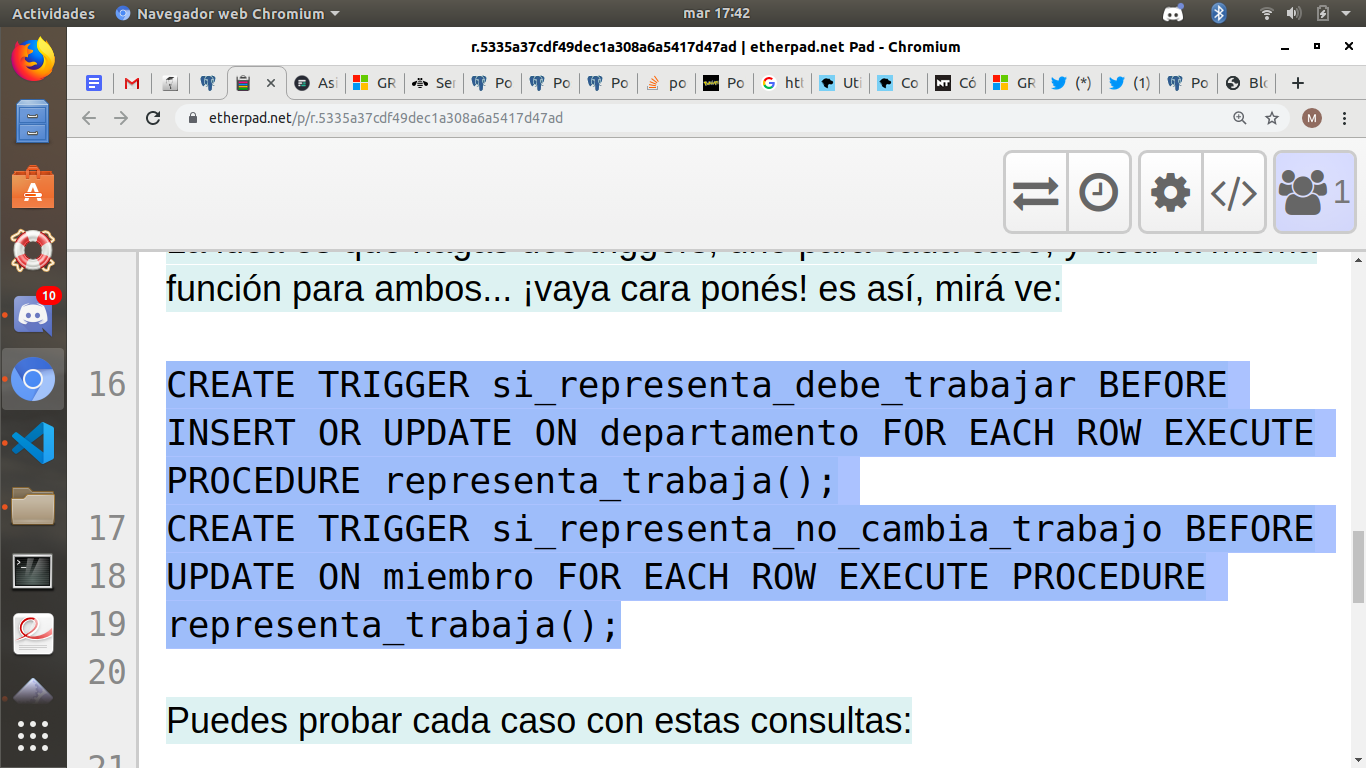 Actividades Navegador web Chromium mar 17:42
r.5335a37cdf49dec1a308a6a5417d47ad | etherpad.net Pad - Chromium
Asi GR Ser Po Po Po po Po htt Uti Co Có GR (*) (1) Po Blo
etherpad.net/p/r.5335a37cdf49dec1a308a6a5417d47ad M
1
función para ambos... ¡vaya cara ponés! es así, mirá ve:
10
16 CREATE TRIGGER si_representa_debe_trabajar BEFORE
INSERT OR UPDATE ON departamento FOR EACH ROW EXECUTE
PROCEDURE representa_trabaja();
17 CREATE TRIGGER si_representa_no_cambia_trabajo BEFORE
18 UPDATE ON miembro FOR EACH ROW EXECUTE PROCEDURE
19 representa_trabaja();
20
Puedes probar cada caso con estas consultas:
21